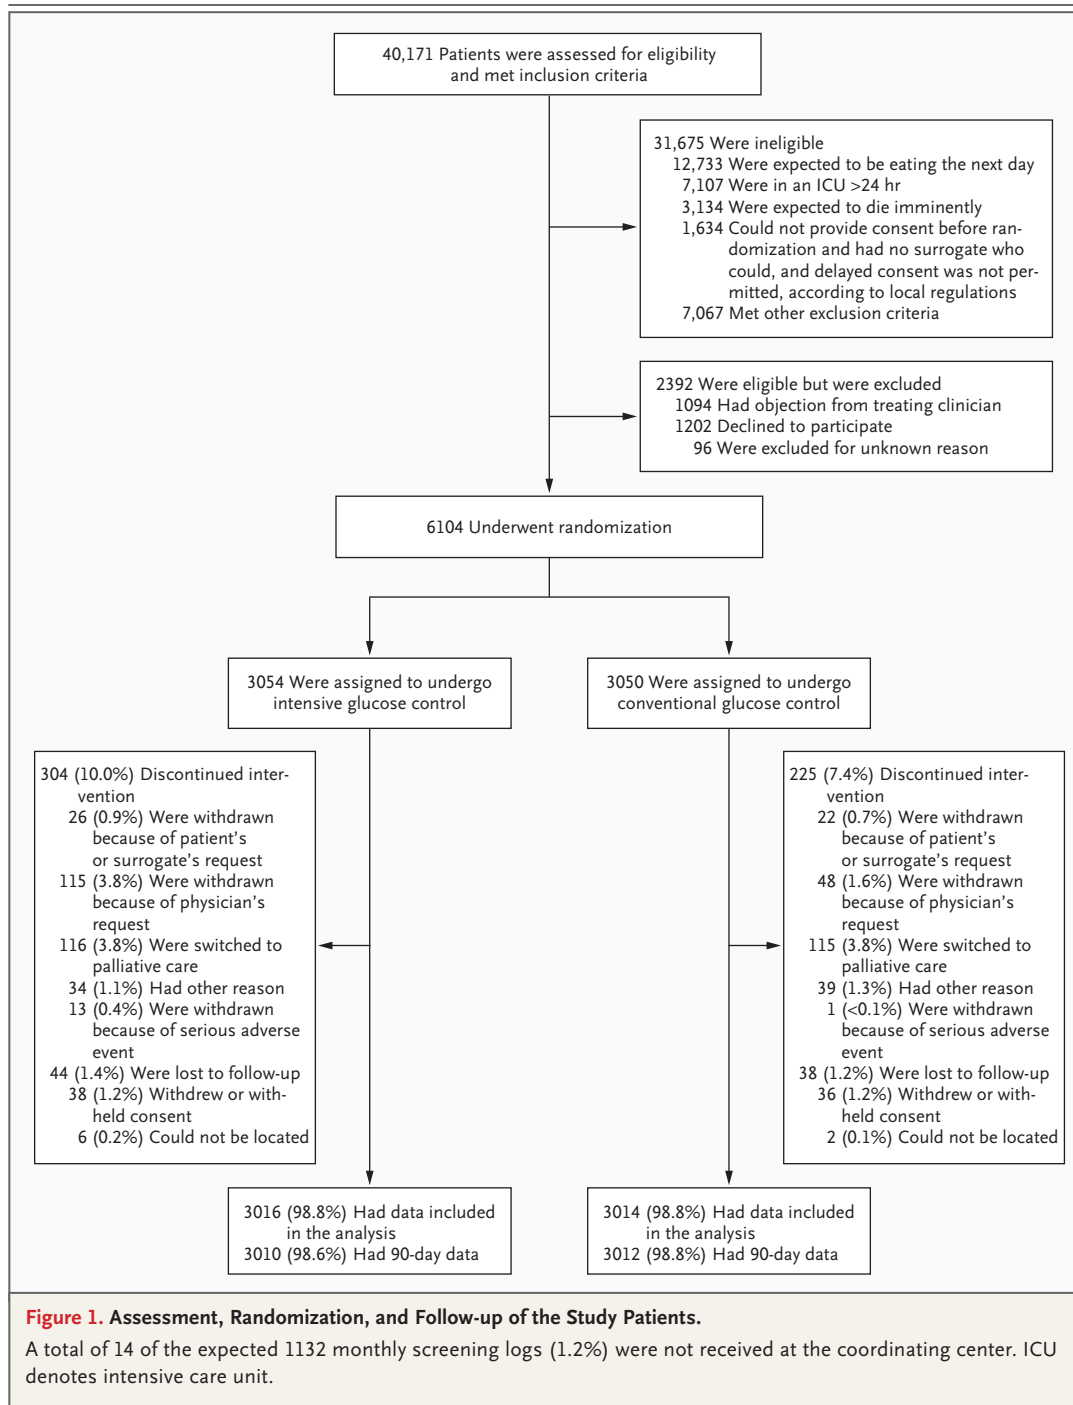 40,171 Patients were assessed for eligibility
and met inclusion criteria
31,675 Were ineligible
12,733 Were expected to be eating the next day
7,107 Were in an ICU >24 hr
3,134 Were expected to die imminently
1,634 Could not provide consent before ran-
domization and had no surrogate who
could, and delayed consent was not per-
mitted, according to local regulations
7,067 Met other exclusion criteria
2392 Were eligible but were excluded
1094 Had objection from treating clinician
1202 Declined to participate
96 Were excluded for unknown reason
6104 Underwent randomization
3054 Were assigned to undergo
intensive glucose control
3050 Were assigned to undergo
conventional glucose control
304 (10.0%) Discontinued inter-
vention
26 (0.9%) Were withdrawn
because of patient's
or surrogate's request
115 (3.8%) Were withdrawn
because of physician's
request
116 (3.8%) Were switched to
palliative care
34 (1.1%) Had other reason
13 (0.4%) Were withdrawn
because of serious adverse
event
44 (1.4%) Were lost to follow-up
38 (1.2%) Withdrew or with-
held consent
6 (0.2%) Could not be located
225 (7.4%) Discontinued inter-
vention
22 (0.7%) Were withdrawn
because of patient's
or surrogate's request
48 (1.6%) Were withdrawn
because of physician's
request
115 (3.8%) Were switched to
palliative care
39 (1.3%) Had other reason
1 (<0.1%) Were withdrawn
because of serious adverse
event
38 (1.2%) Were lost to follow-up
36 (1.2%) Withdrew or with-
held consent
2 (0.1%) Could not be located
3016 (98.8%) Had data included
in the analysis
3010 (98.6%) Had 90-day data
3014 (98.8%) Had data included
in the analysis
3012 (98.8%) Had 90-day data
Figure 1. Assessment, Randomization, and Follow-up of the Study Patients.
A total of 14 of the expected 1132 monthly screening logs (1.2%) were not received at the coordinating center. ICU
denotes intensive care unit.